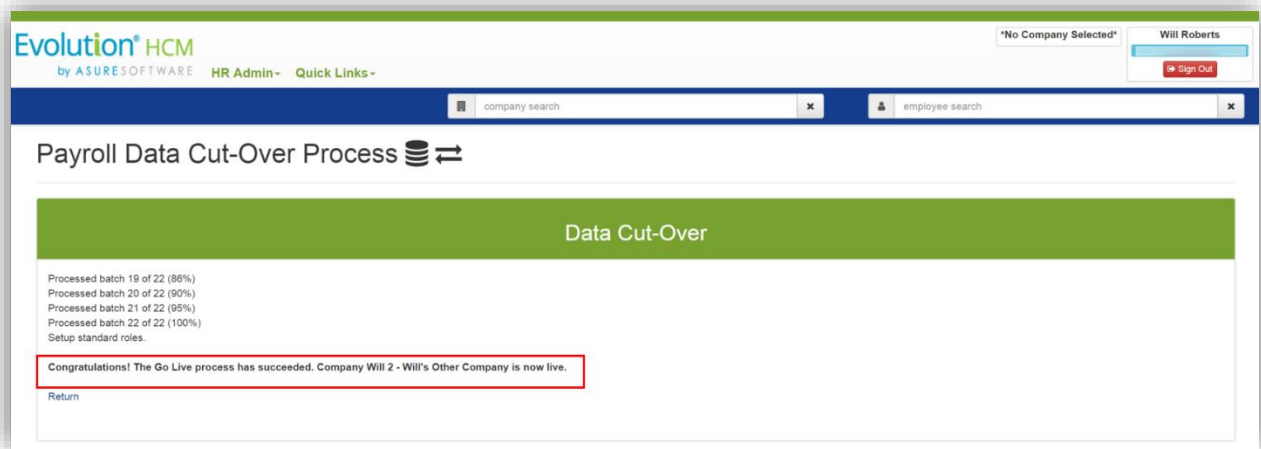 Evolution® HCM
by ASURESOFTWARE
HR Admin
Quick Links
*No Company Selected*
Will Roberts
Sign Out
company search
employee search
Payroll Data Cut-Over Process
Data Cut-Over
Processed batch 19 of 22 (86%)
Processed batch 20 of 22 (90%)
Processed batch 21 of 22 (95%)
Processed batch 22 of 22 (100%)
Setup standard roles.
Congratulations! The Go Live process has succeeded. Company Will 2 - Will's Other Company is now live.
Return